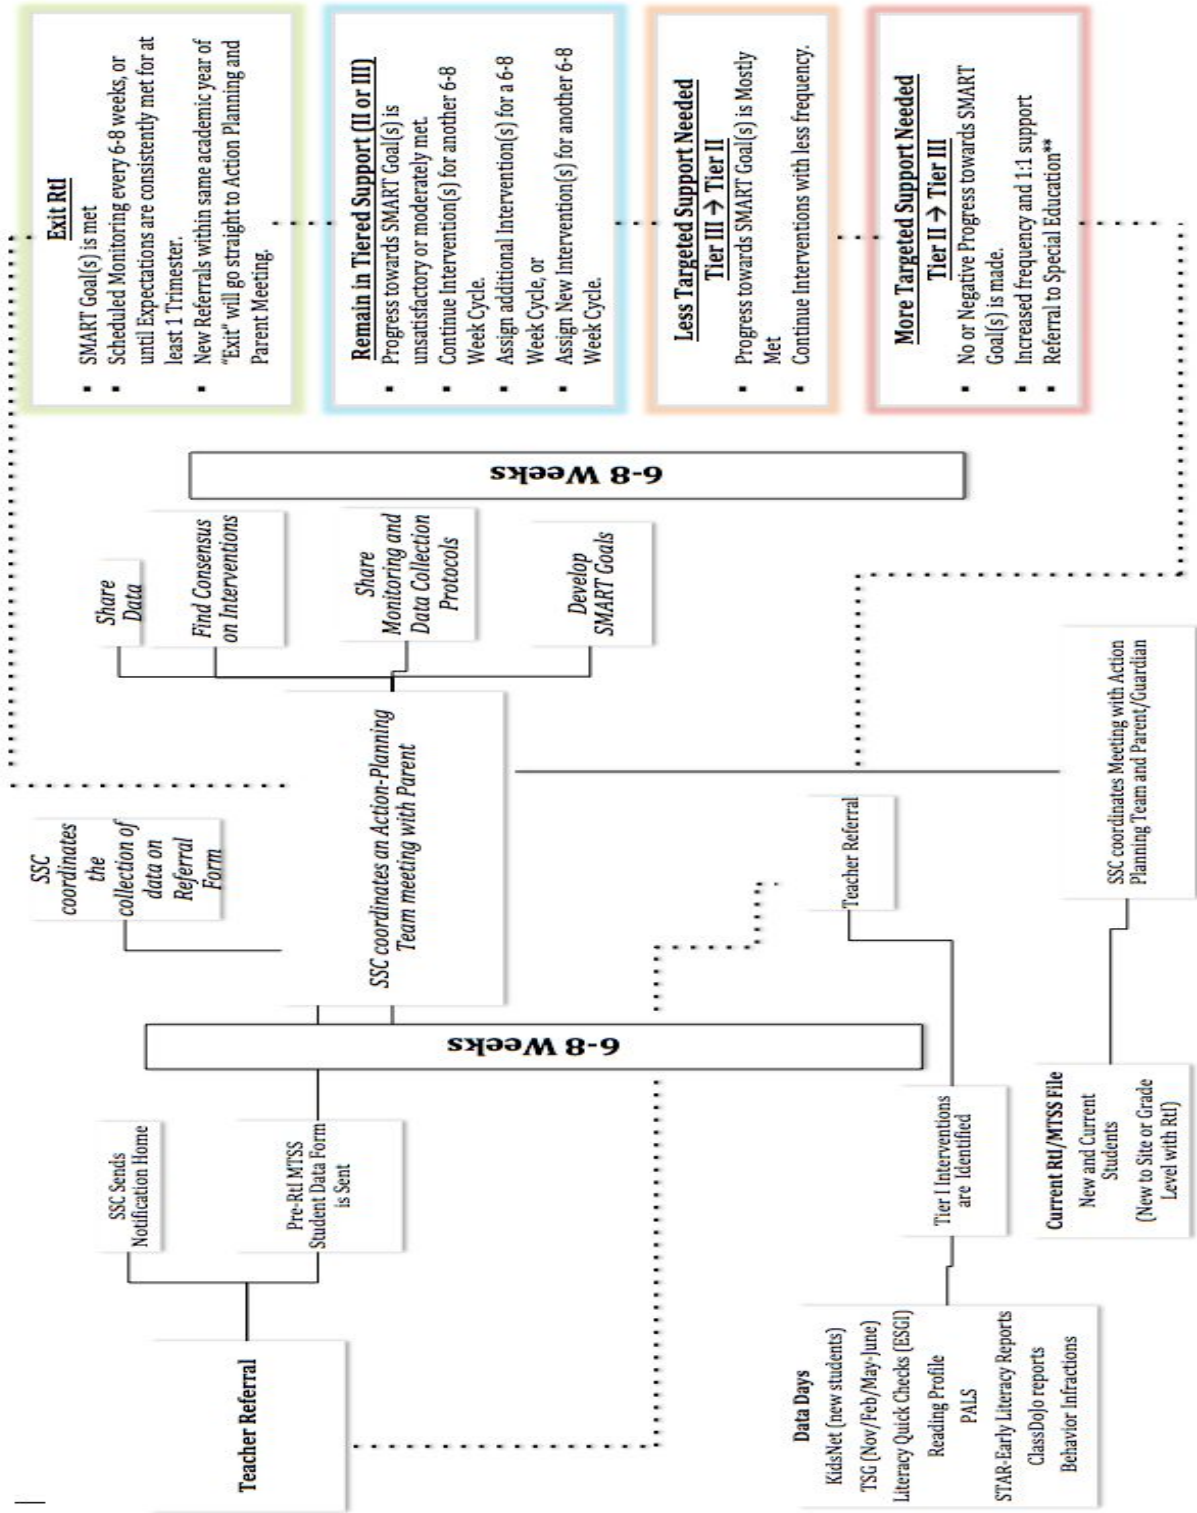 Teacher Referral
SSC Sends
Notification Home
Pre-RtI MTSS
Student Data Form
is Sent
6-8 Weeks
SSC
coordinates
the
collection of
data on
Referral
Form
SSC coordinates an Action-Planning
Team meeting with Parent
Share
Data
Find Consensus
on Interventions
Share
Monitoring and
Data Collection
Protocols
Develop
SMART Goals
6-8 Weeks
Exit RtI
▪ SMART Goal(s) is met
▪ Scheduled Monitoring every 6-8 weeks, or
until Expectations are consistently met for at
least 1 Trimester.
▪ New Referrals within same academic year of
"Exit" will go straight to Action Planning and
Parent Meeting.
Remain in Tiered Support (II or III)
▪ Progress towards SMART Goal(s) is
unsatisfactory or moderately met.
▪ Continue Intervention(s) for another 6-8
Week Cycle.
▪ Assign additional Intervention(s) for a 6-8
Week Cycle, or
▪ Assign New Intervention(s) for another 6-8
Week Cycle.
Less Targeted Support Needed
Tier III → Tier II
▪ Progress towards SMART Goal(s) is Mostly
Met
▪ Continue Interventions with less frequency.
More Targeted Support Needed
Tier II → Tier III
▪ No or Negative Progress towards SMART
Goal(s) is made.
▪ Increased frequency and 1:1 support
▪ Referral to Special Education**
Data Days
KidsNet (new students)
TSG (Nov/Feb/May-June)
Literacy Quick Checks (ESGI)
Reading Profile
PALS
STAR-Early Literacy Reports
ClassDoJo reports
Behavior Infractions
Tier I Interventions
are Identified
Teacher Referral
Current RtI/MTSS File
New and Current
Students
(New to Site or Grade
Level with RtI)
SSC coordinates Meeting with Action
Planning Team and Parent/Guardian